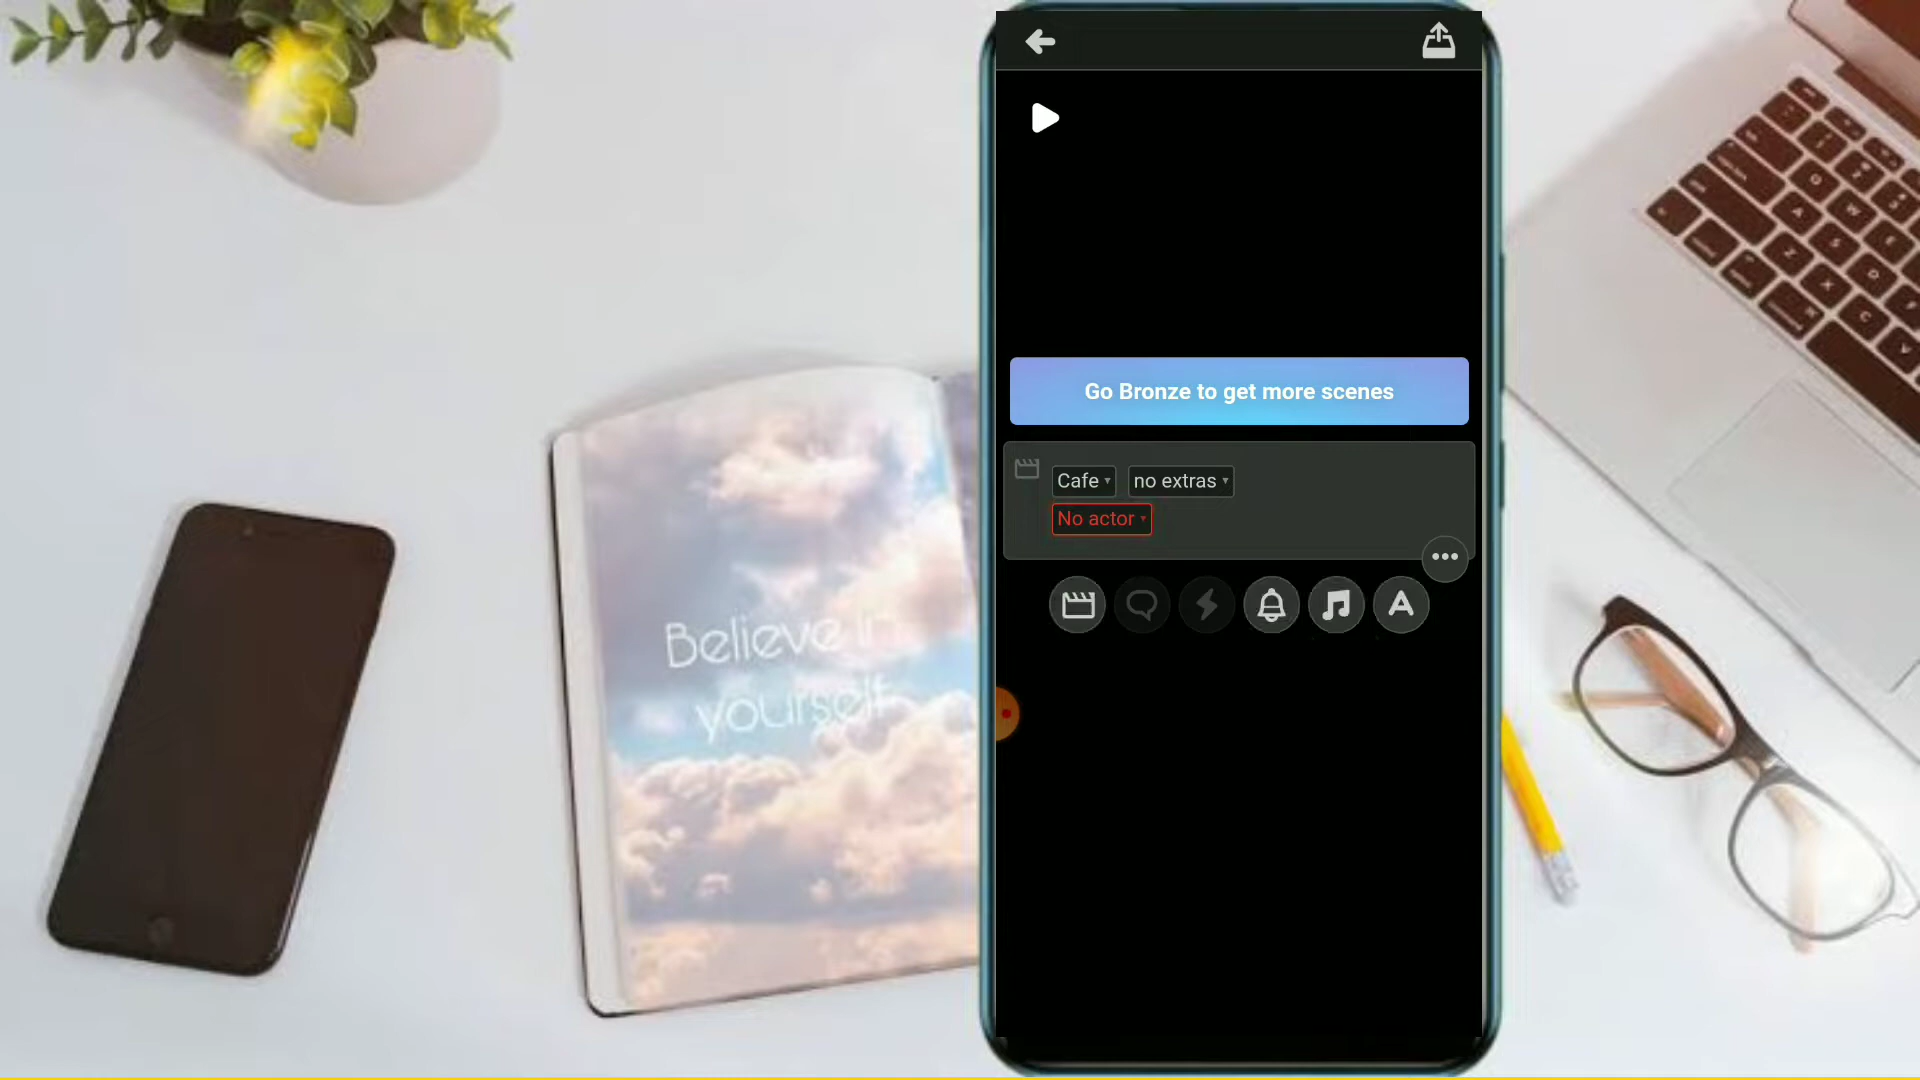 Go Bronze to get more scenes
Cafe no extras
No actor
Believe in
yourself